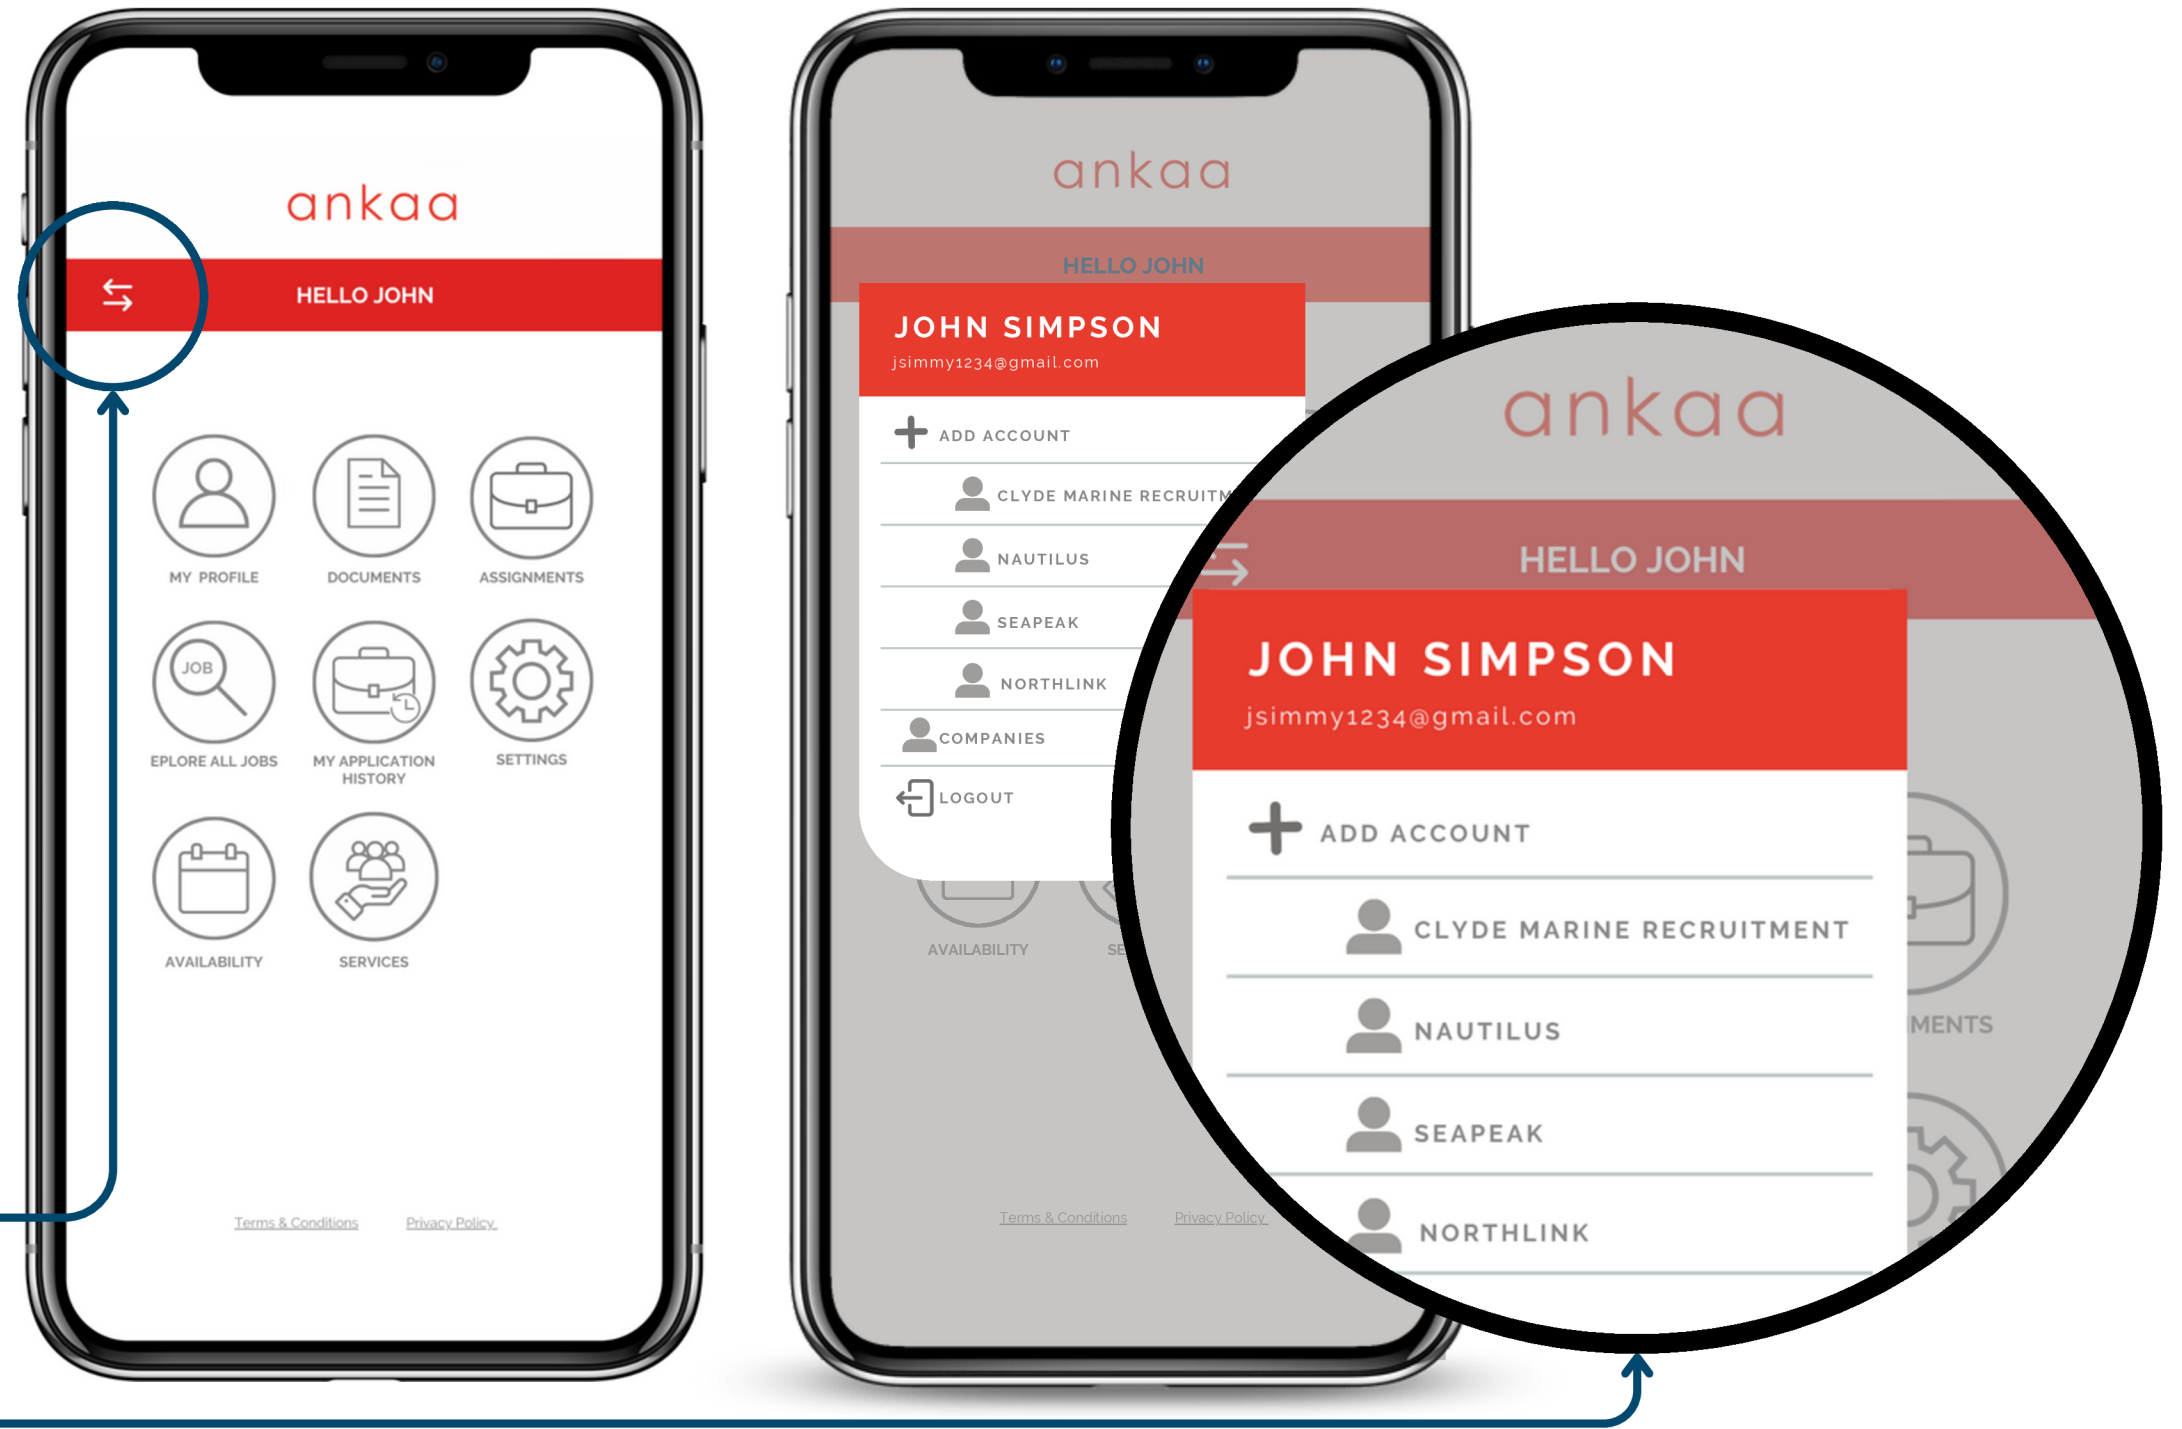 ankaa
HELLO JOHN
MY PROFILE
DOCUMENTS
ASSIGNMENTS
JOB
EPLORE ALL JOBS
MY APPLICATION
HISTORY
SETTINGS
AVAILABILITY
SERVICES
Terms & Conditions
Privacy Policy
ankaa
HELLO JOHN
JOHN SIMPSON
jsimmy1234@gmail.com
ADD ACCOUNT
CLYDE MARINE RECRUITM
NAUTILUS
SEAPEAK
NORTHLINK
COMPANIES
LOGOUT
AVAILABILITY
SE
Terms & Conditions
Privacy Policy
ankaa
HELLO JOHN
JOHN SIMPSON
jsimmy1234@gmail.com
ADD ACCOUNT
CLYDE MARINE RECRUITMENT
NAUTILUS
SEAPEAK
NORTHLINK
MENTS